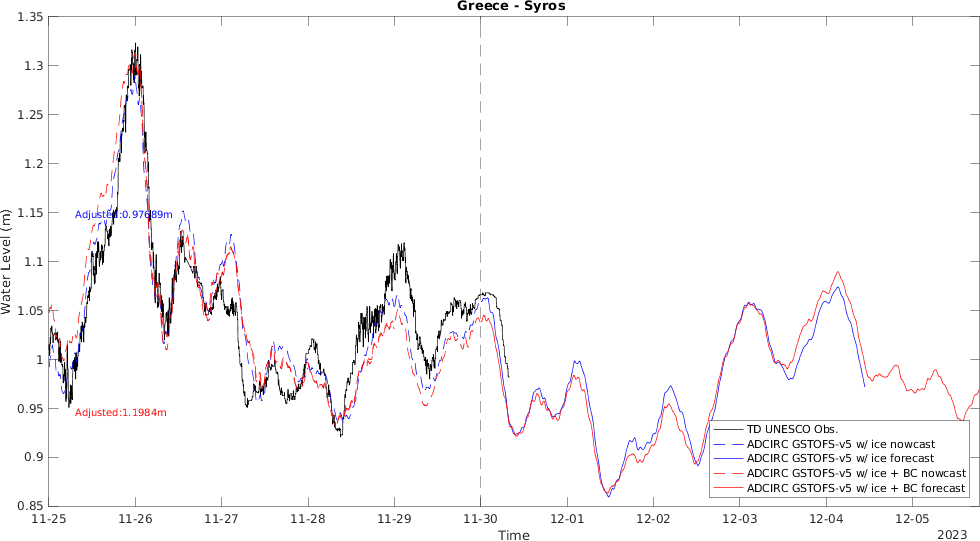 Greece - Syros
1.35
1.3
1.25
1.2
1.15
1.1
1.05
1
0.95
0.9
0.85
Water Level (m)
Adjusted:0.97689m
Adjusted:1.1984m
TD UNESCO Obs.
ADCIRC GSTOFS-v5 w/ ice nowcast
ADCIRC GSTOFS-v5 w/ ice forecast
ADCIRC GSTOFS-v5 w/ ice + BC nowcast
ADCIRC GSTOFS-v5 w/ ice + BC forecast
11-25 11-26 11-27 11-28 11-29 11-30 12-01 12-02 12-03 12-04 12-05
Time
2023